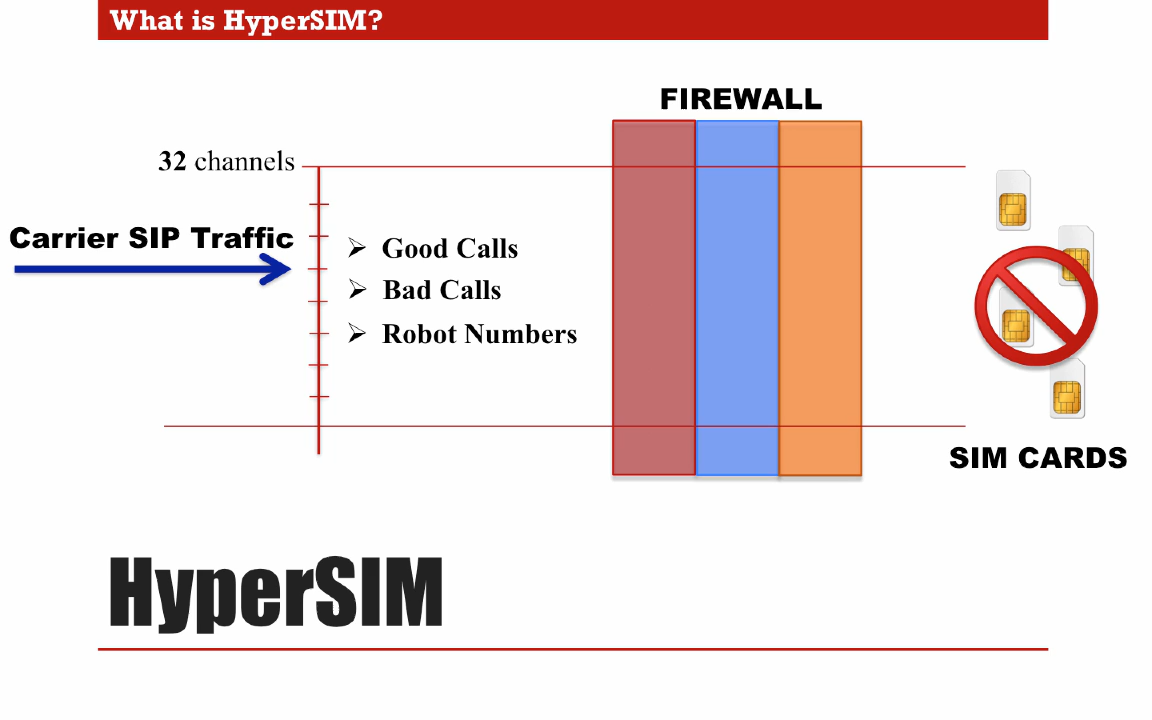 What is HyperSIM?
FIREWALL
32 channels
Carrier SIP Traffic
Good Calls
Bad Calls
Robot Numbers
SIM CARDS
HyperSIM